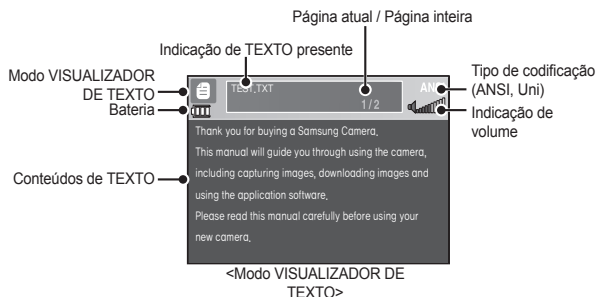 Página atual / Página inteira
Indicação de TEXTO presente
Modo VISUALIZADOR
DE TEXTO
Bateria
Tipo de codificação
(ANSI, Uni)
Indicação de
volume
TEST.TXT
1 / 2
Conteúdos de TEXTO
Thank you for buying a Samsung Camera.
This manual will guide you through using the camera,
including capturing images, downloading images and
using the application software.
Please read this manual carefully before using your
new camera.
<Modo VISUALIZADOR DE
TEXTO>